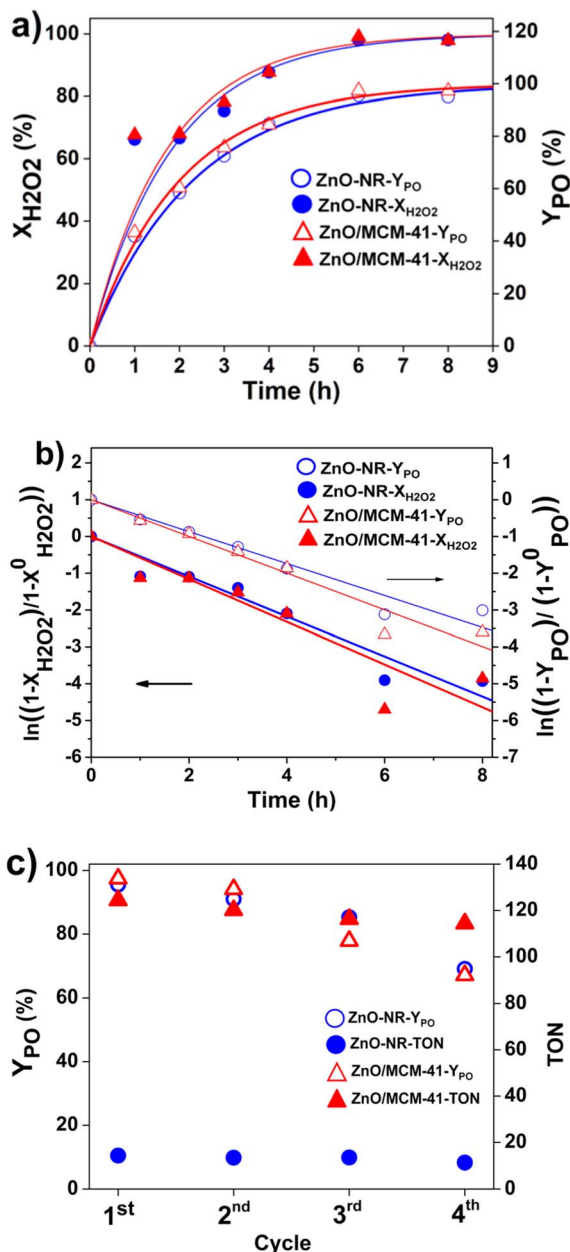 a)
100
80
60
40
20
0
X_H2O2 (%)
120
100
80
60
40
20
0
Y_PO (%)
ZnO-NR-Y_PO
ZnO-NR-X_H2O2
ZnO/MCM-41-Y_PO
ZnO/MCM-41-X_H2O2
0 1 2 3 4 5 6 7 8 9
Time (h)
b)
2
1
0
-1
-2
-3
-4
-5
-6
ln((1-X_H2O2)/1-X^0_H2O2))
1
0
-1
-2
-3
-4
-5
-6
-7
ln((1-Y_PO)/ (1-Y^0_PO))
ZnO-NR-Y_PO
ZnO-NR-X_H2O2
ZnO/MCM-41-Y_PO
ZnO/MCM-41-X_H2O2
0 2 4 6 8
Time (h)
c)
100
80
60
40
20
0
Y_PO (%)
140
120
100
80
60
40
20
0
TON
ZnO-NR-Y_PO
ZnO-NR-TON
ZnO/MCM-41-Y_PO
ZnO/MCM-41-TON
1st 2nd 3rd 4th
Cycle